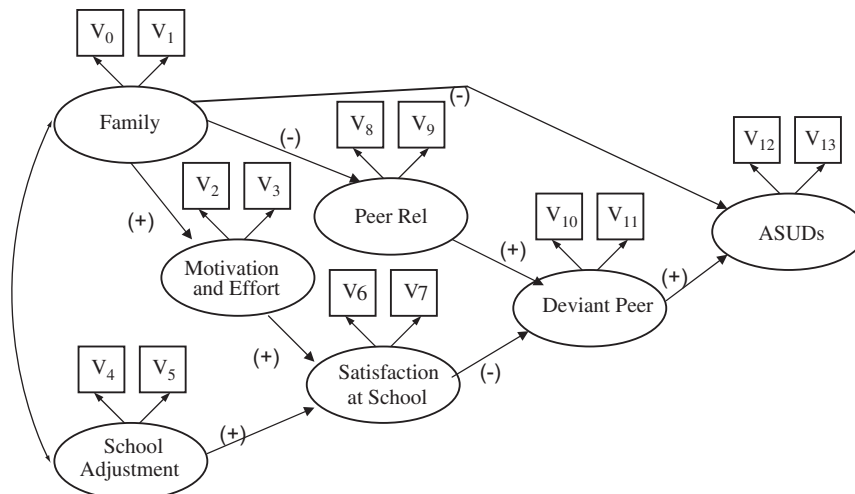 V0 V1
Family
(-)
(-)
V8 V9
V12 V13
V2 V3
(+)
Peer Rel
V10 V11
ASUDs
(+)
Motivation
and Effort
V6 V7
Deviant Peer
(+)
(+)
V4 V5
Satisfaction
at School
(-)
School
Adjustment
(+)